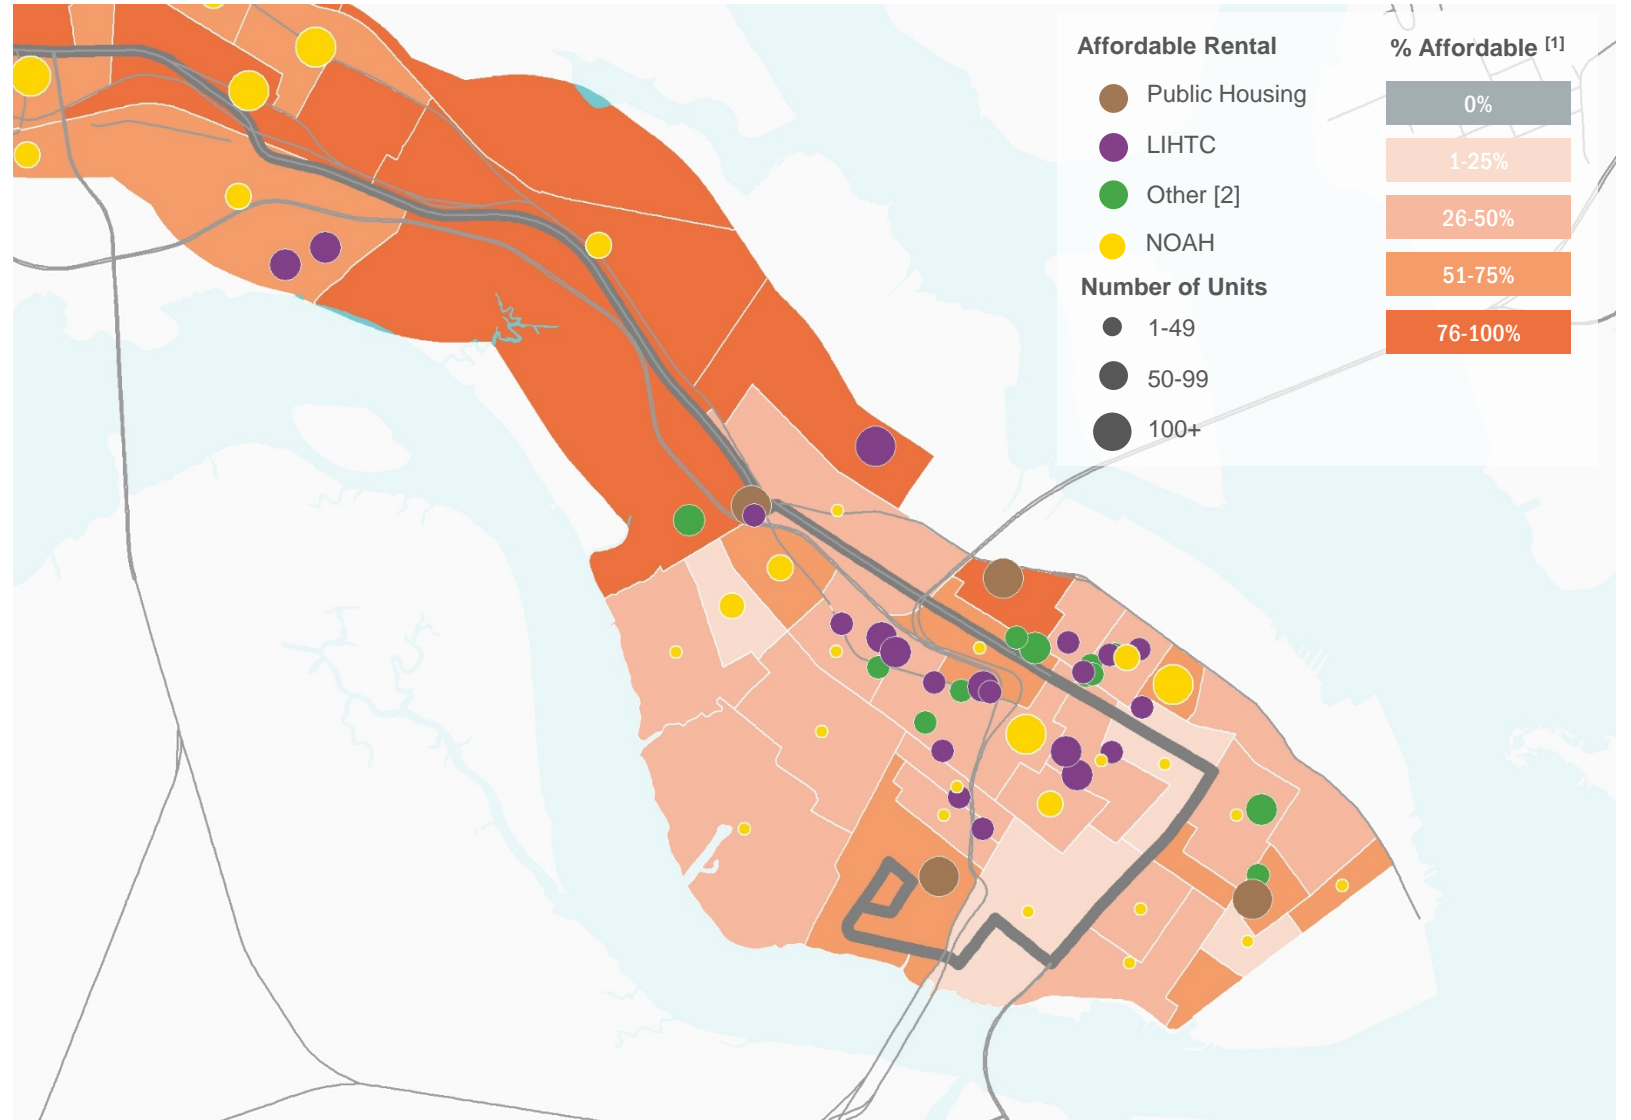 Affordable Rental
Public Housing
LIHTC
Other [2]
NOAH
Number of Units
1-49
50-99
100+
% Affordable [1]
0%
1-25%
26-50%
51-75%
76-100%